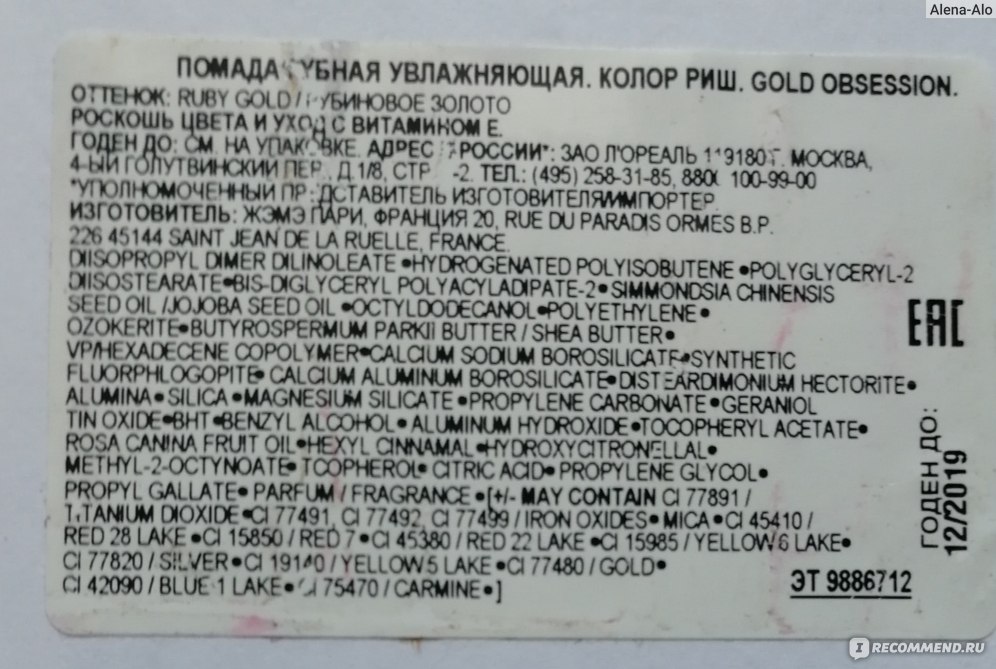 Alena-Alo
ПОМАДА ГУБНАЯ УВЛАЖНЯЮЩАЯ. КОЛОР РИШ. GOLD OBSESSION.
ОТТЕНОК: RUBY GOLD / РУБИНОВОЕ ЗОЛОТО
РОСКОШЬ ЦВЕТА И УХОД С ВИТАМИНОМ Е.
ГОДЕН ДО: СМ. НА УПАКОВКЕ. АДРЕС РОССИИ*: ЗАО Л'ОРЕАЛЬ 119180 Г. МОСКВА,
4-ЫЙ ГОЛУТВИНСКИЙ ПЕР., Д.1/8, СТР. -2. ТЕЛ.: (495) 258-31-85, 100-99-00
*УПОЛНОМОЧЕННЫЙ ПРЕДСТАВИТЕЛЬ ИЗГОТОВИТЕЛЯ/ИМПОРТЕР.
ИЗГОТОВИТЕЛЬ: ЖЭМЭ ПАРИ, ФРАНЦИЯ 20, RUE DU PARADIS ORMES B.P.
226 45144 SAINT JEAN DE LA RUELLE, FRANCE.
DIISOPROPYL DIMER DILINOLEATE •HYDROGENATED POLYISOBUTENE •POLYGLYCERYL-2
DIISOSTEARATE•BIS-DIGLYCERYL POLYACYLADIPATE-2•SIMMONDSIA CHINENSIS
SEED OIL /JOJOBA SEED OIL •OCTYLDODECANOL•POLYETHYLENE•
OZOKERITE•BUTYROSPERMUM PARKII BUTTER / SHEA BUTTER•
VP/HEXADECENE COPOLYMER•CALCIUM SODIUM BOROSILICATE•SYNTHETIC
FLUORPHLOGOPITE• CALCIUM ALUMINUM BOROSILICATE•DISTEARDIMONIUM HECTORITE•
ALUMINA•SILICA•MAGNESIUM SILICATE•PROPYLENE CARBONATE•GERANIOL
TIN OXIDE•BHT•BENZYL ALCOHOL•ALUMINUM HYDROXIDE•TOCOPHERYL ACETATE•
ROSA CANINA FRUIT OIL•HEXYL CINNAMAL•HYDROXYCITRONELLAL•
METHYL-2-OCTYNOATE• TCOPHEROL• CITRIC ACID• PROPYLENE GLYCOL•
PROPYL GALLATE• PARFUM / FRAGRANCE •[+/- MAY CONTAIN CI 77891 /
TITANIUM DIOXIDE•CI 77491, CI 77492, CI 77499 / IRON OXIDES• MICA•CI 45410 /
RED 28 LAKE•CI 15850 / RED 7•CI 45380 / RED 22 LAKE •CI 15985 / YELLOW 6 LAKE•
CI 77820 / SILVER•CI 19140 / YELLOW 5 LAKE •CI 77480 / GOLD•
CI 42090 / BLUE 1 LAKE• CI 75470 / CARMINE•]
EAC
ГОДЕН ДО:
12/2019
ЭТ 9886712
IRECOMMEND.RU